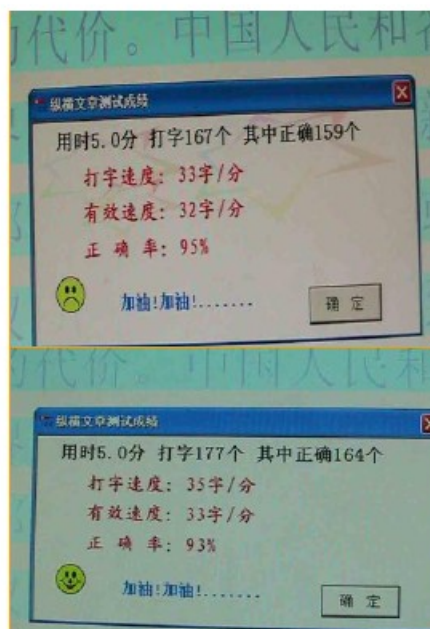 的代价。中国人民和
纵横文章测试成绩
用时5.0分 打字167个 其中正确159个
打字速度: 33字/分
有效速度: 32字/分
正 确 率: 95%
加油!加油!.......
确 定
的代价。中国人民和
纵横文章测试成绩
用时5.0分 打字177个 其中正确164个
打字速度: 35字/分
有效速度: 33字/分
正 确 率: 93%
加油!加油!.......
确 定